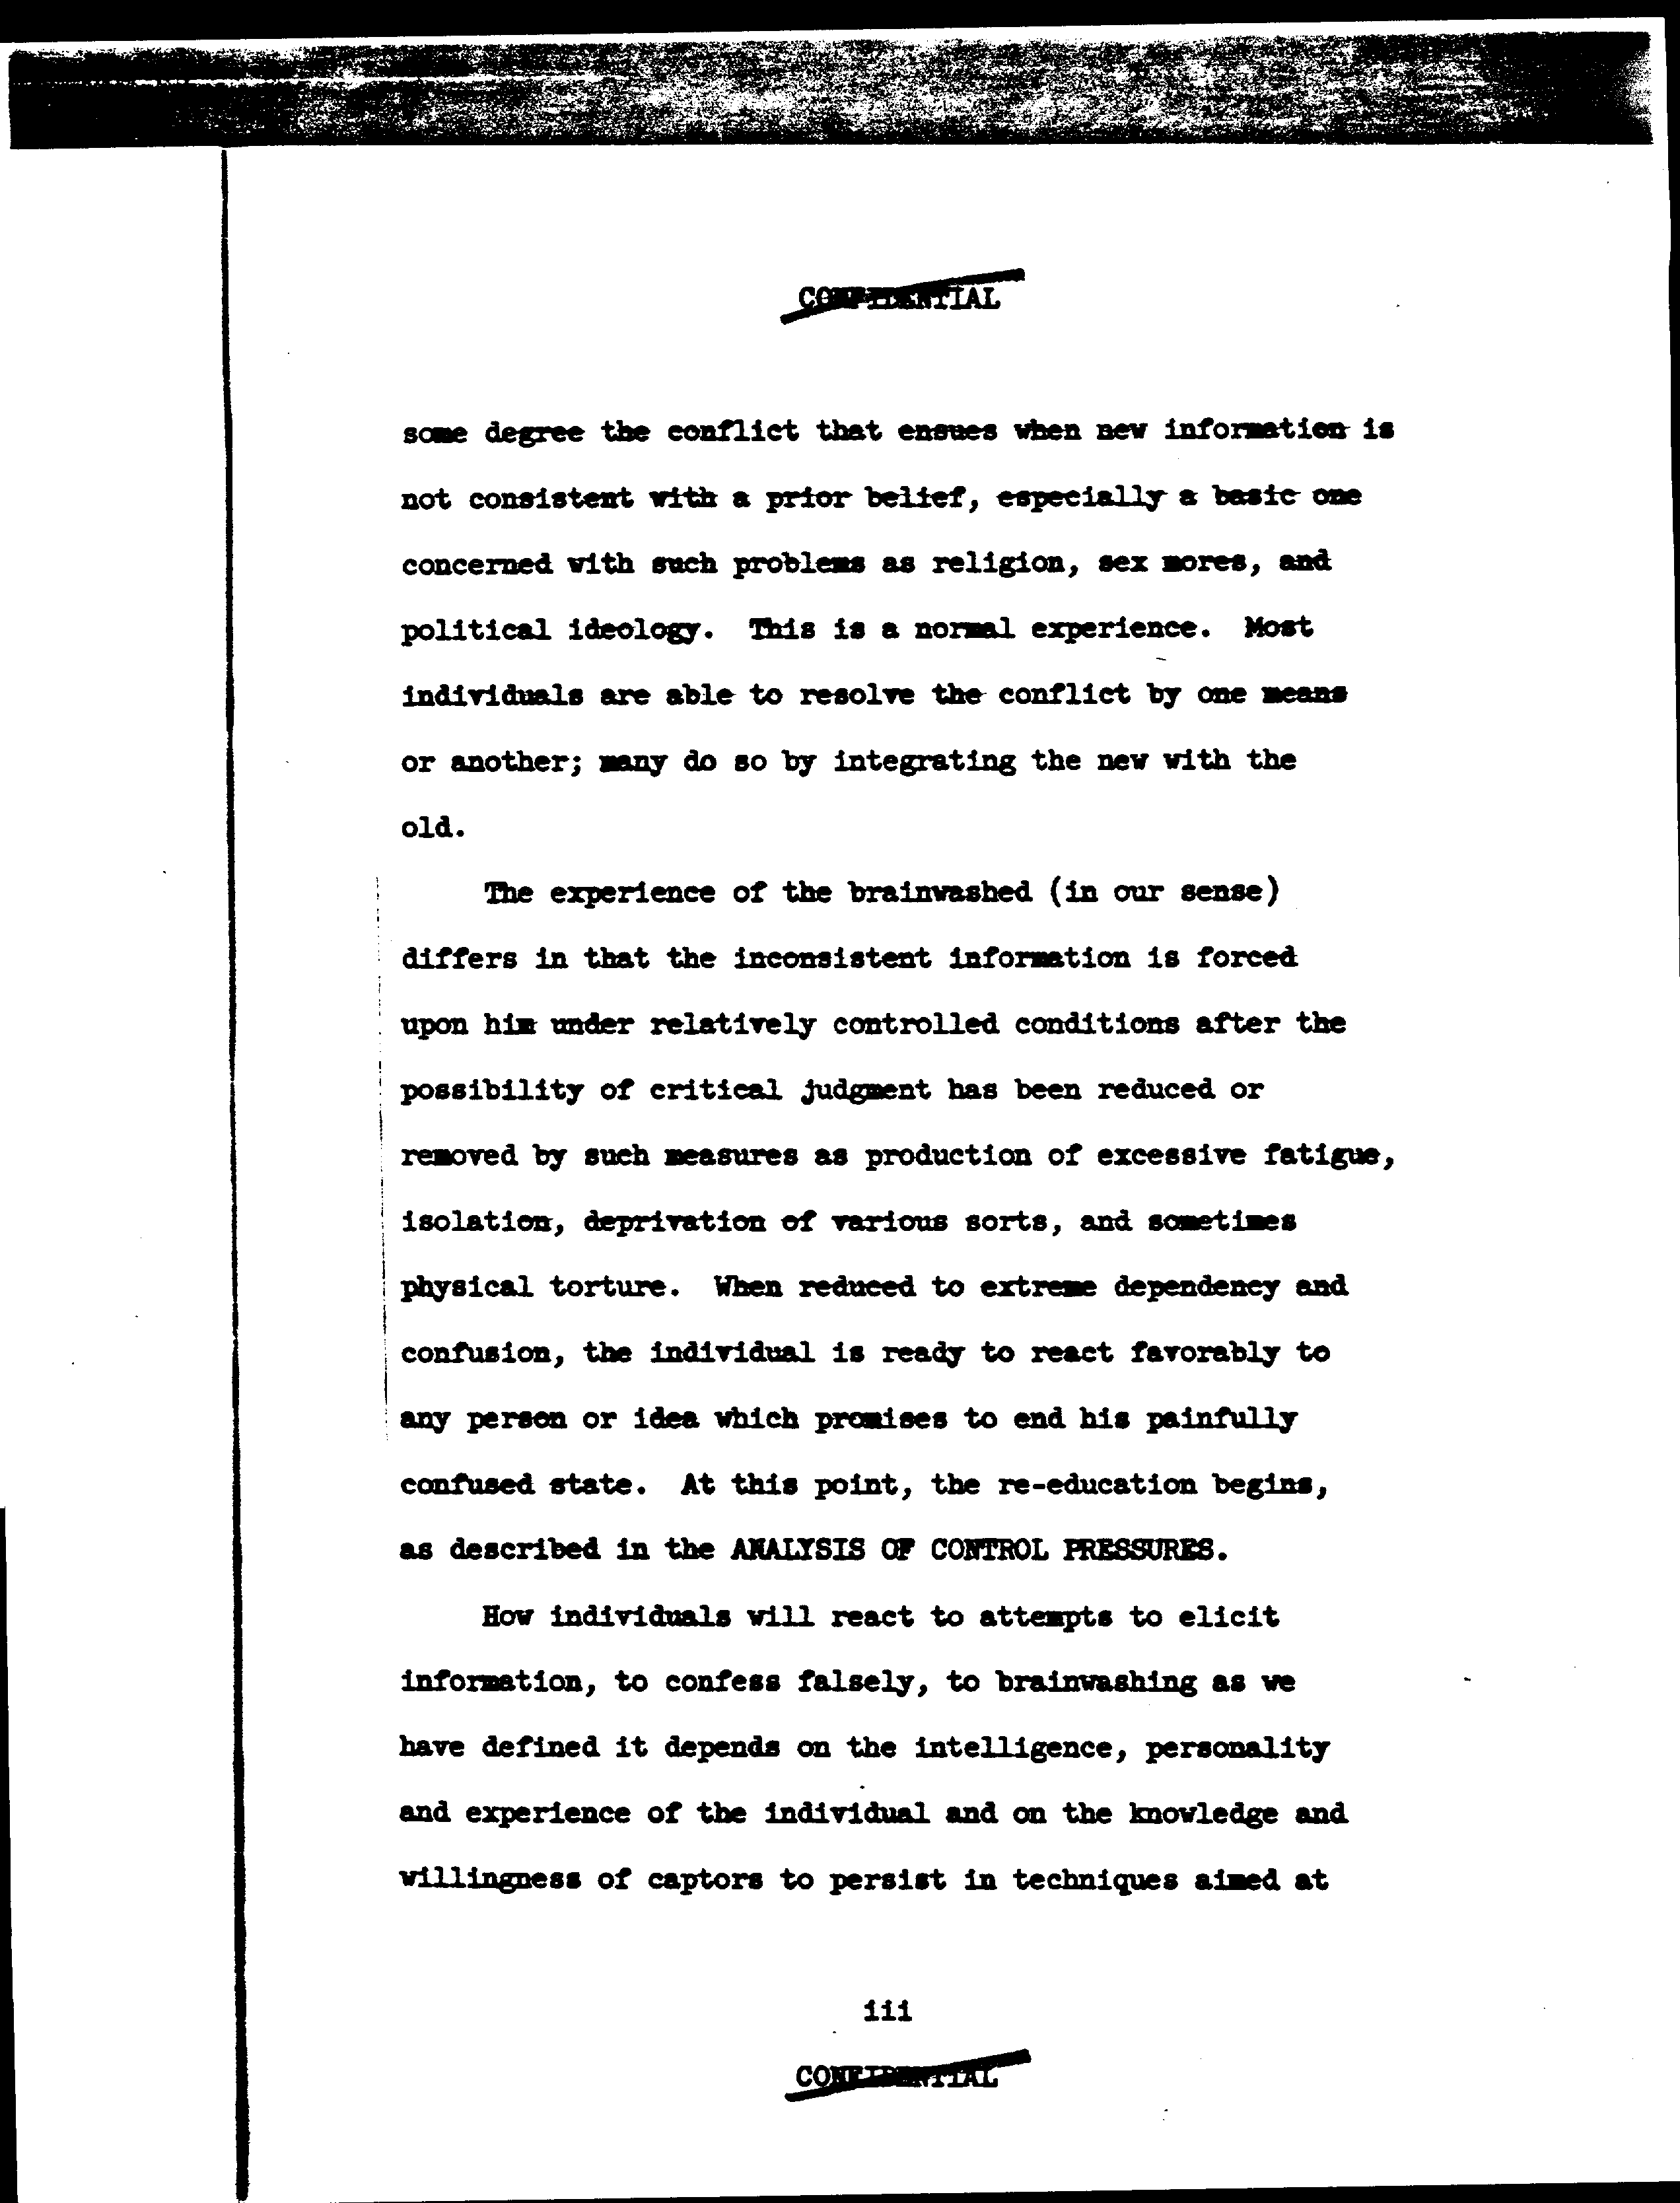 CONFIDENTIAL
some degree the conflict that ensues when new information is
not consistent with a prior belief, especially a basic one
concerned with such problems as religion, sex mores, and
political ideology. This is a normal experience. Most
individuals are able to resolve the conflict by one means
or another; many do so by integrating the new with the
old.
The experience of the brainwashed (in our sense)
differs in that the inconsistent information is forced
upon him under relatively controlled conditions after the
possibility of critical judgment has been reduced or
removed by such measures as production of excessive fatigue,
isolation, deprivation of various sorts, and sometimes
physical torture. When reduced to extreme dependency and
confusion, the individual is ready to react favorably to
any person or idea which promises to end his painfully
confused state. At this point, the re-education begins,
as described in the ANALYSIS OF CONTROL PRESSURES.
How individuals will react to attempts to elicit
information, to confess falsely, to brainwashing as we
have defined it depends on the intelligence, personality
and experience of the individual and on the knowledge and
willingness of captors to persist in techniques aimed at
iii
CONFIDENTIAL